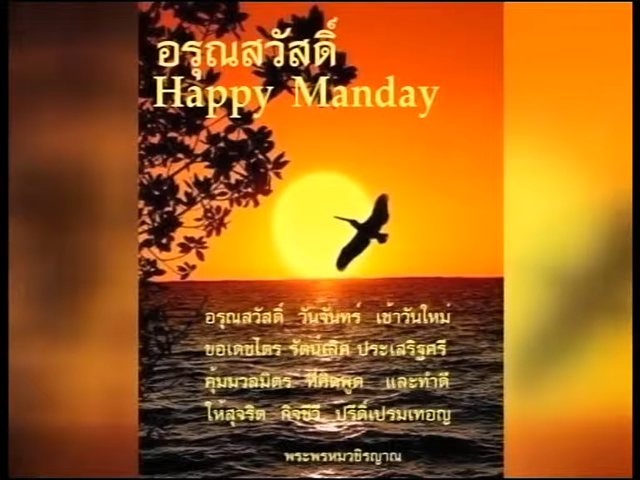 อรุณสวัสดิ์
Happy Manday
อรุณสวัสดิ์ วันจันทร์ เช้าวันใหม่
ขอเดชไตร รัตน์เลิศ ประเสริฐศรี
คุ้มมวลมิตร ที่คิดพูด และทำดี
ให้สุจริต กิจชีวี ปรีดิ์เปรมเทอญ
พระพรหมวชิรญาณ